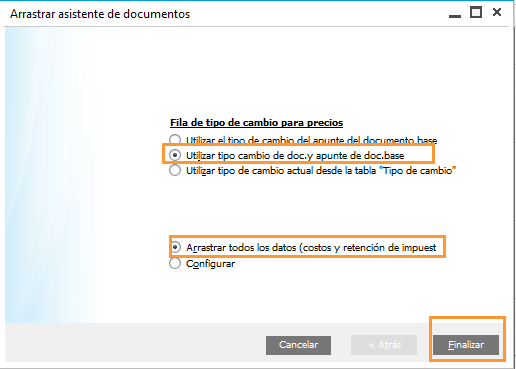 Arrastrar asistente de documentos
Fila de tipo de cambio para precios
Utilizar el tipo de cambio del apunte del documento base
Utilizar tipo cambio de doc.y apunte de doc.base
Utilizar tipo de cambio actual desde la tabla "Tipo de cambio"
Arrastrar todos los datos (costos y retención de impuest
Configurar
Cancelar
< Atrás
Finalizar